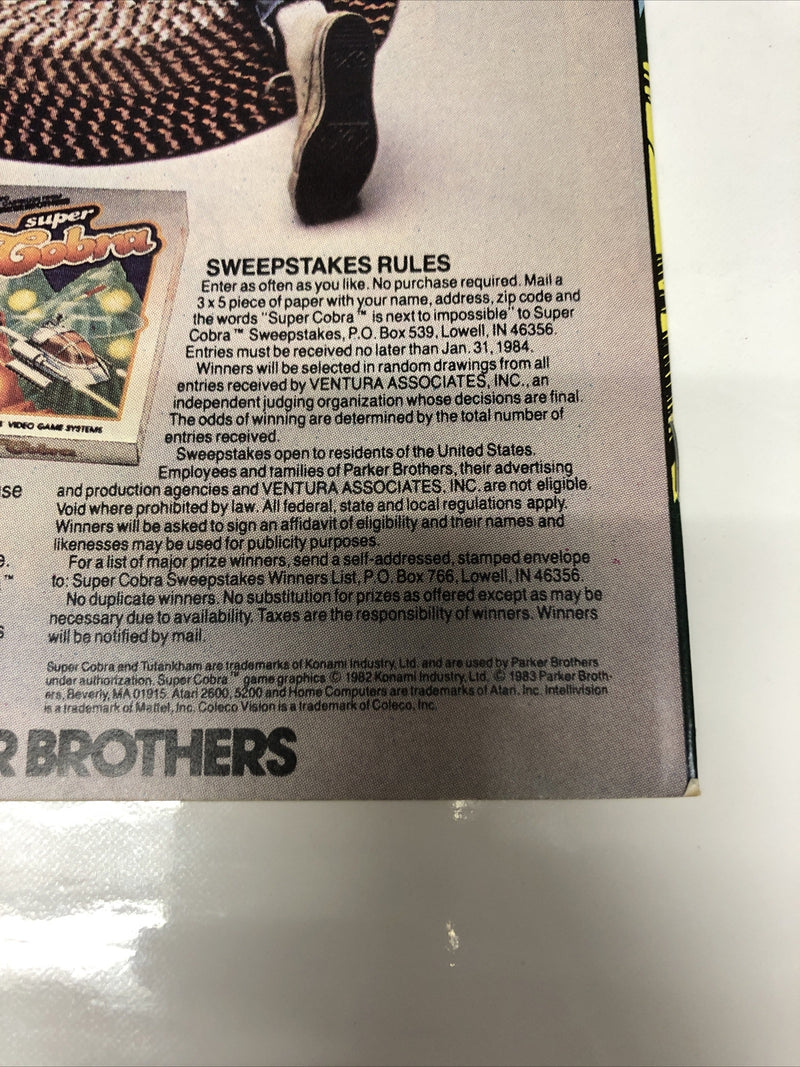 super
Cobra
VIDEO GAME SYSTEMS
SWEEPSTAKES RULES
Enter as often as you like. No purchase required. Mail a
3 x 5 piece of paper with your name, address, zip code and
the words "Super Cobra™ is next to impossible" to Super
Cobra™ Sweepstakes, P.O. Box 539, Lowell, IN 46356.
Entries must be received no later than Jan. 31, 1984.
Winners will be selected in random drawings from all
entries received by VENTURA ASSOCIATES, INC., an
independent judging organization whose decisions are final.
The odds of winning are determined by the total number of
entries received.
Sweepstakes open to residents of the United States.
Employees and families of Parker Brothers, their advertising
and production agencies and VENTURA ASSOCIATES, INC. are not eligible.
Void where prohibited by law. All federal, state and local regulations apply.
Winners will be asked to sign an affidavit of eligibility and their names and
likenesses may be used for publicity purposes.
For a list of major prize winners, send a self-addressed, stamped envelope
to: Super Cobra Sweepstakes Winners List, P.O. Box 766, Lowell, IN 46356.
No duplicate winners. No substitution for prizes as offered except as may be
necessary due to availability. Taxes are the responsibility of winners. Winners
will be notified by mail.
Super Cobra and Tutankham are trademarks of Konami Industry, Ltd. and are used by Parker Brothers
under authorization. Super Cobra™ game graphics © 1982 Konami Industry, Ltd. © 1983 Parker Broth-
ers, Beverly, MA 01915. Atari 2600, 5200 and Home Computers are trademarks of Atari, Inc. Intellivision
is a trademark of Mattel, Inc. Coleco Vision is a trademark of Coleco, Inc.
R BROTHERS